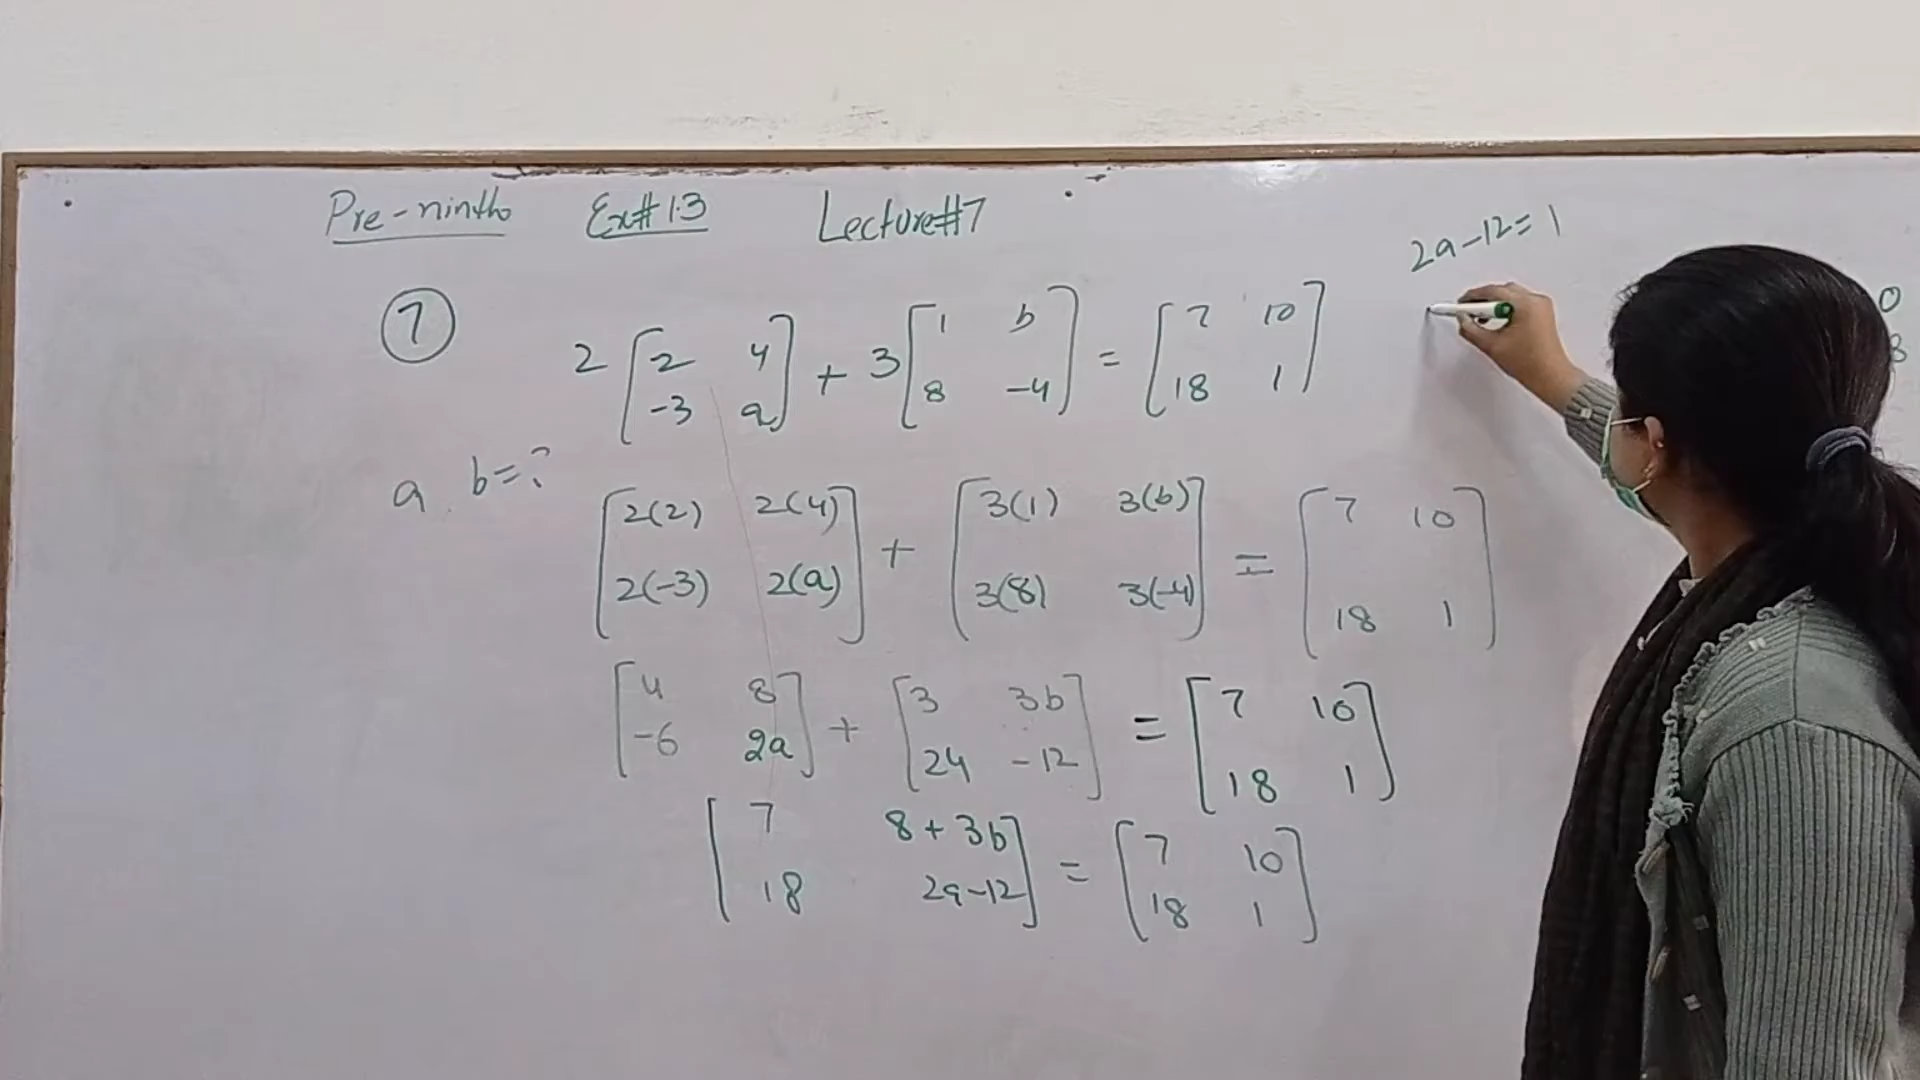 Pre-ninth Ex#1.3 Lecture#7
2a-12=1
7
2 [2 4] + 3 [1 b] = [7 10]
[-3 a] [8 -4] [18 1]
a, b=?
[2(2) 2(4)] + [3(1) 3(b)] = [7 10]
[2(-3) 2(a)] [3(8) 3(-4)] [18 1]
[4 8] + [3 3b] = [7 10]
[-6 2a] [24 -12] [18 1]
[7 8+3b] = [7 10]
[18 2a-12] [18 1]
0
8